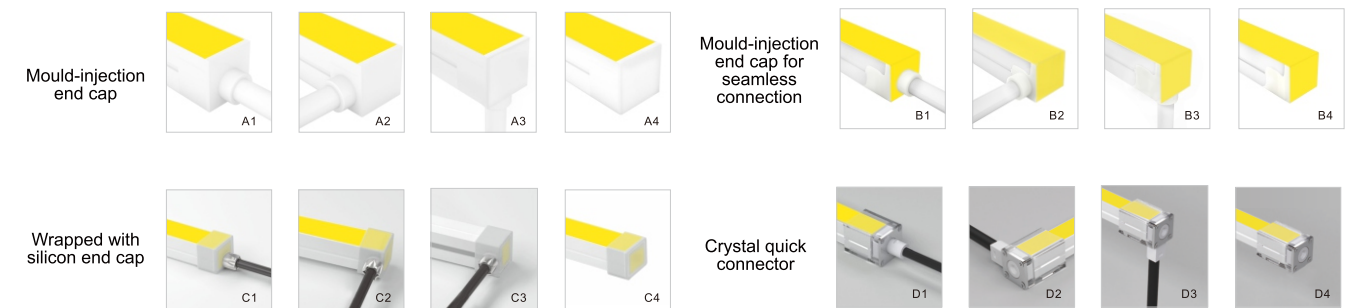 Mould-injection
end cap
A1
A2
A3
A4
Mould-injection
end cap for
seamless
connection
B1
B2
B3
B4
Wrapped with
silicon end cap
C1
C2
C3
C4
Crystal quick
connector
D1
D2
D3
D4